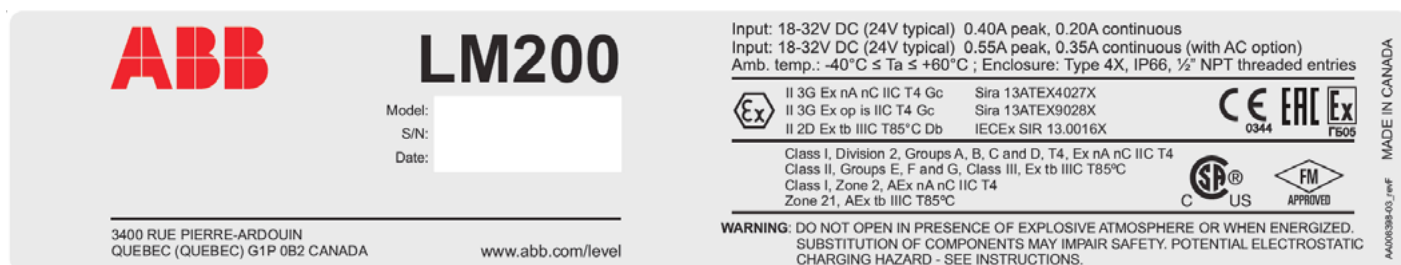 ABB
LM200
Model:
S/N:
Date:
3400 RUE PIERRE-ARDOUIN
QUEBEC (QUEBEC) G1P 0B2 CANADA
www.abb.com/level
Input: 18-32V DC (24V typical) 0.40A peak, 0.20A continuous
Input: 18-32V DC (24V typical) 0.55A peak, 0.35A continuous (with AC option)
Amb. temp.: -40°C ≤ Ta ≤ +60°C ; Enclosure: Type 4X, IP66, ½” NPT threaded entries
Ex
II 3G Ex nA nC IIC T4 Gc Sira 13ATEX4027X
II 3G Ex op is IIC T4 Gc Sira 13ATEX9028X
II 2D Ex tb IIIC T85°C Db IECEx SIR 13.0016X
CE 0344
EAC
Ex
ГБ05
Class I, Division 2, Groups A, B, C and D, T4, Ex nA nC IIC T4
Class II, Groups E, F and G, Class III, Ex tb IIIC T85ºC
Class I, Zone 2, AEx nA nC IIC T4
Zone 21, AEx tb IIIC T85ºC
C SA ® US
FM
APPROVED
WARNING: DO NOT OPEN IN PRESENCE OF EXPLOSIVE ATMOSPHERE OR WHEN ENERGIZED.
SUBSTITUTION OF COMPONENTS MAY IMPAIR SAFETY. POTENTIAL ELECTROSTATIC
CHARGING HAZARD - SEE INSTRUCTIONS.
AA006398-03_revF MADE IN CANADA